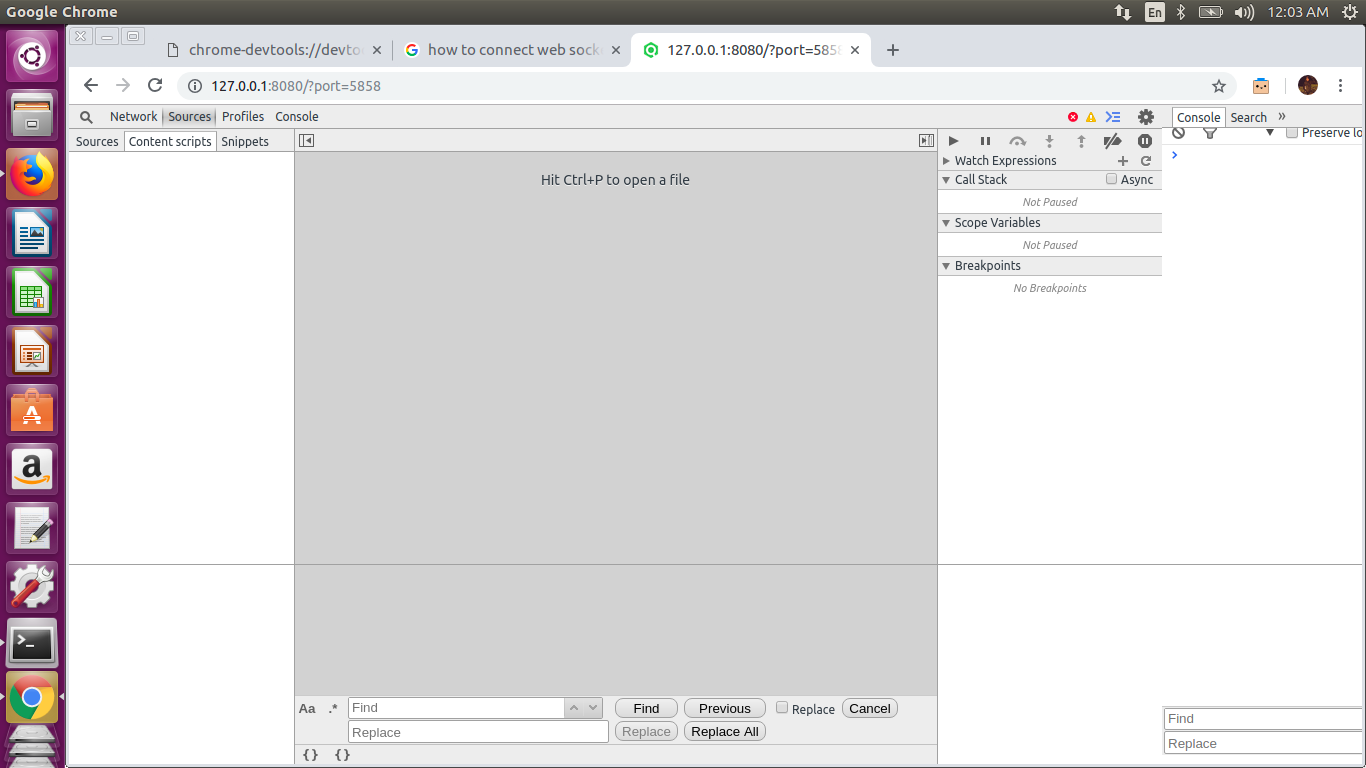 Google Chrome
En
12:03 AM
chrome-devtools://devto
how to connect web sock
127.0.0.1:8080/?port=5858
127.0.0.1:8080/?port=5858
Network Sources Profiles Console
Console Search »
Sources Content scripts Snippets
Preserve lo
Hit Ctrl+P to open a file
Watch Expressions
Call Stack
Async
Not Paused
Scope Variables
Not Paused
Breakpoints
No Breakpoints
Aa .* Find Find Previous Replace Cancel
Replace Replace Replace All
{} {}
Find
Replace